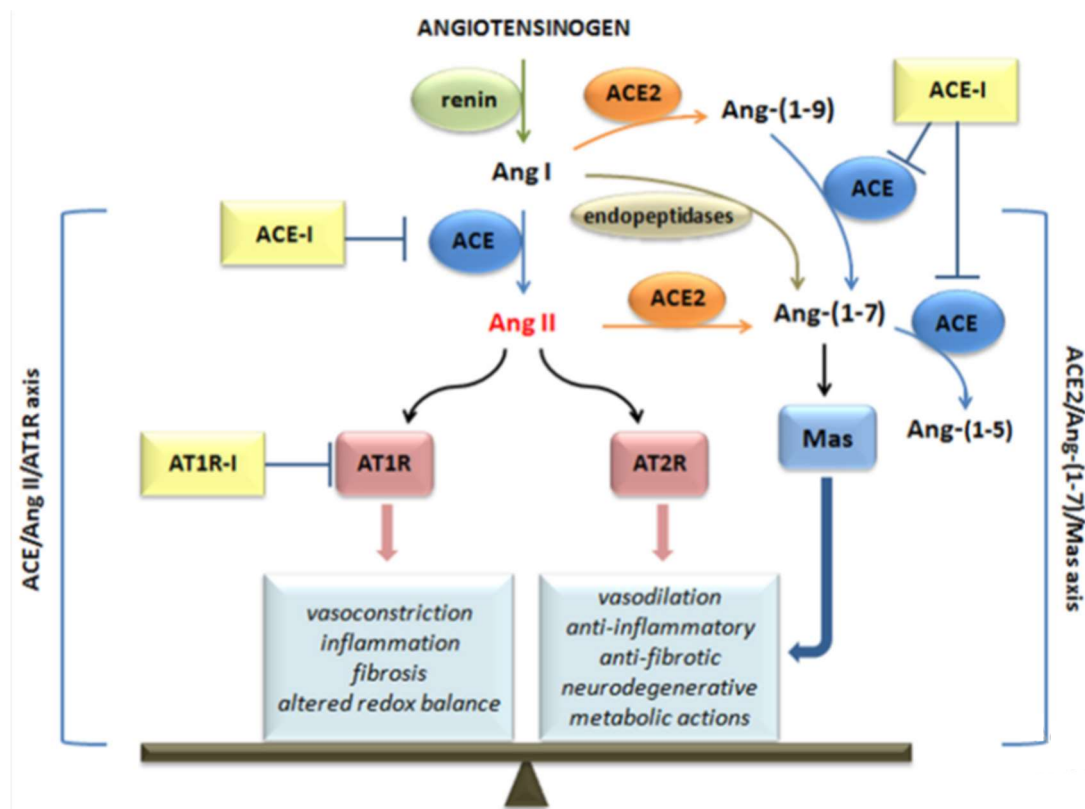 ANGIOTENSINOGEN
renin
ACE2
Ang-(1-9)
ACE-I
Ang I
ACE
endopeptidases
ACE-I
ACE
Ang II
ACE2
Ang-(1-7)
ACE
AT1R-I
AT1R
AT2R
Mas
Ang-(1-5)
vasoconstriction
inflammation
fibrosis
altered redox balance
vasodilation
anti-inflammatory
anti-fibrotic
neurodegenerative
metabolic actions
ACE/Ang II/AT1R axis
ACE2/Ang-(1-7)/Mas axis